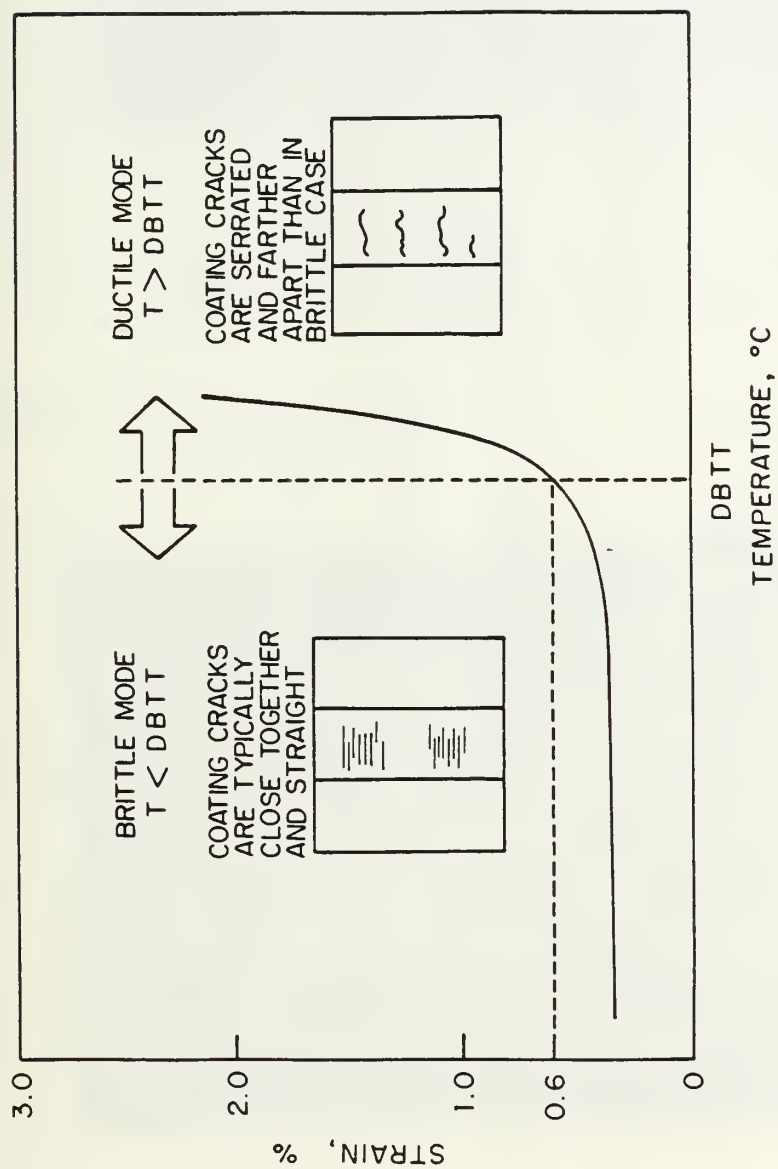 3.0
2.0
1.0
0.6
0
STRAIN, %
BRITTLE MODE
T < DBTT
COATING CRACKS
ARE TYPICALLY
CLOSE TOGETHER
AND STRAIGHT
DUCTILE MODE
T > DBTT
COATING CRACKS
ARE SERRATED
AND FARTHER
APART THAN IN
BRITTLE CASE
DBTT
TEMPERATURE, °C